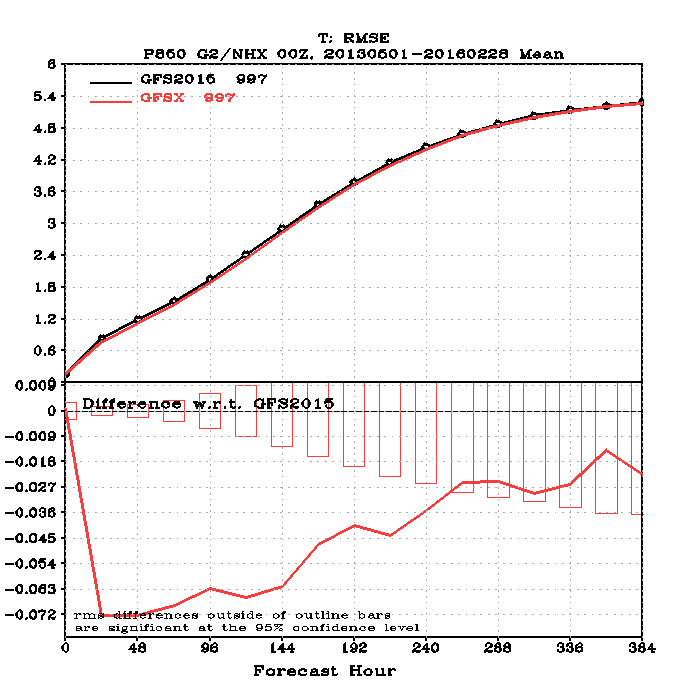 T: RMSE
P850 G2/NHX 00Z, 20130501-20160228 Mean
6
GFS2016 997
GFSX 997
5.4
4.8
4.2
3.6
3
2.4
1.8
1.2
0.6
0.009
Difference w.r.t. GFS2016
0
-0.009
-0.018
-0.027
-0.036
-0.045
-0.054
-0.063
-0.072
rms differences outside of outline bars
are significant at the 95% confidence level
0 48 96 144 192 240 288 336 384
Forecast Hour